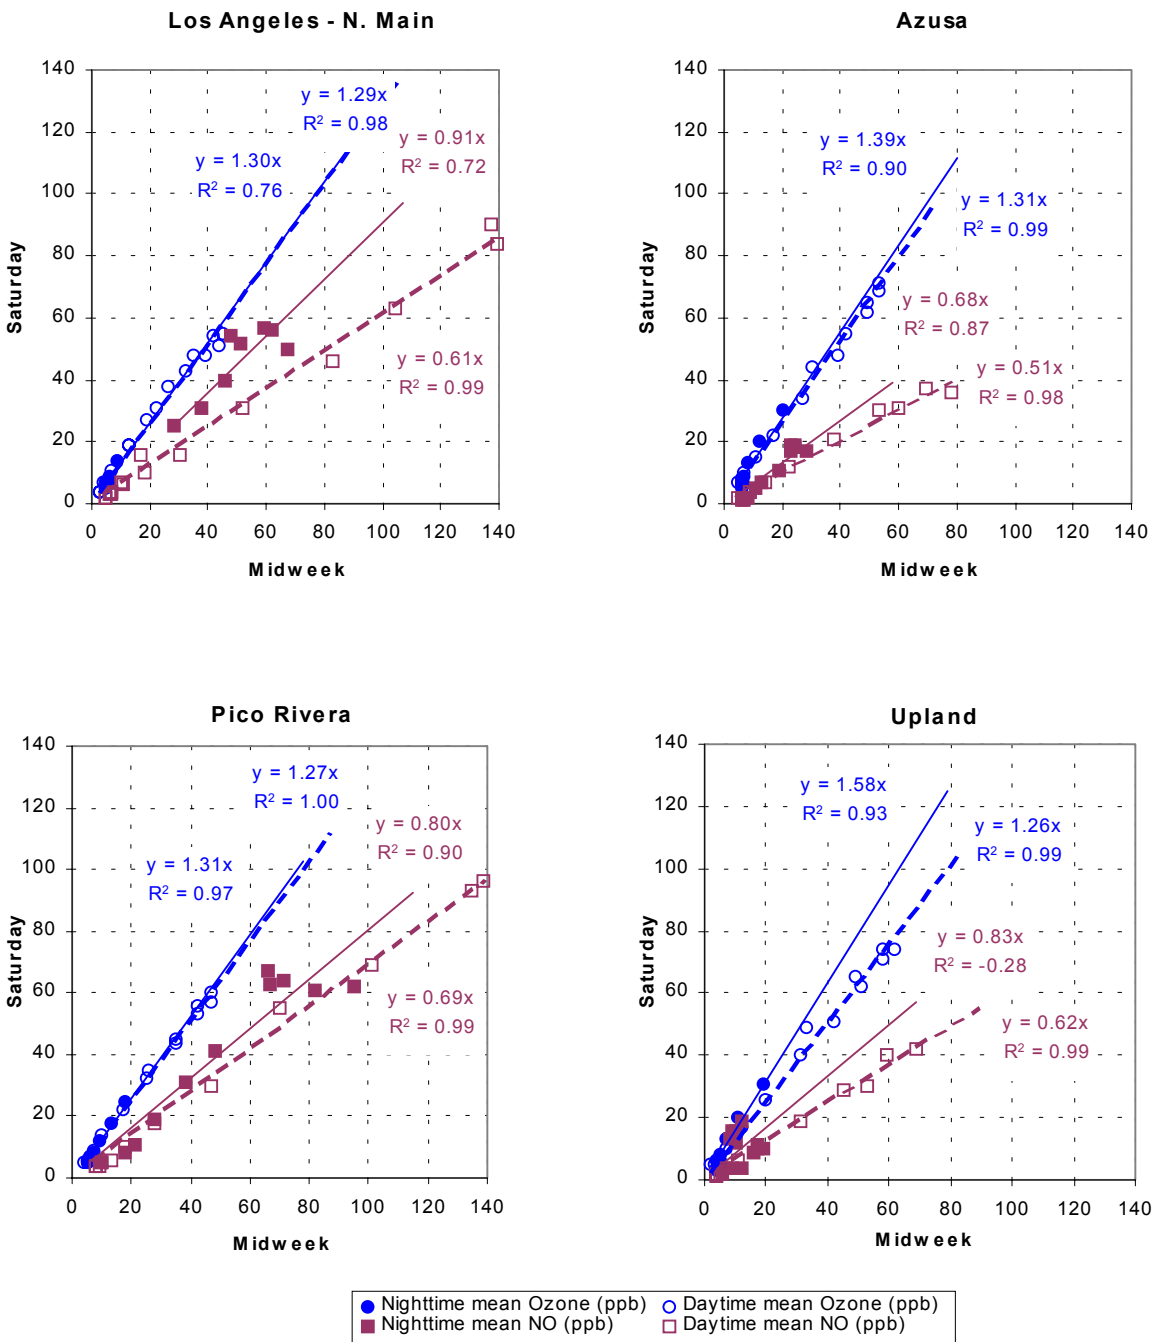 Los Angeles - N. Main
140
120
100
80
60
40
20
0
0 20 40 60 80 100 120 140
Saturday
Midweek
y = 1.29x
R² = 0.98
y = 0.91x
R² = 0.72
y = 1.30x
R² = 0.76
y = 0.61x
R² = 0.99
Azusa
140
120
100
80
60
40
20
0
0 20 40 60 80 100 120 140
Saturday
Midweek
y = 1.39x
R² = 0.90
y = 1.31x
R² = 0.99
y = 0.68x
R² = 0.87
y = 0.51x
R² = 0.98
Pico Rivera
140
120
100
80
60
40
20
0
0 20 40 60 80 100 120 140
Saturday
Midweek
y = 1.27x
R² = 1.00
y = 0.80x
R² = 0.90
y = 1.31x
R² = 0.97
y = 0.69x
R² = 0.99
Upland
140
120
100
80
60
40
20
0
0 20 40 60 80 100 120 140
Saturday
Midweek
y = 1.58x
R² = 0.93
y = 1.26x
R² = 0.99
y = 0.83x
R² = -0.28
y = 0.62x
R² = 0.99
Nighttime mean Ozone (ppb) Daytime mean Ozone (ppb)
Nighttime mean NO (ppb) Daytime mean NO (ppb)